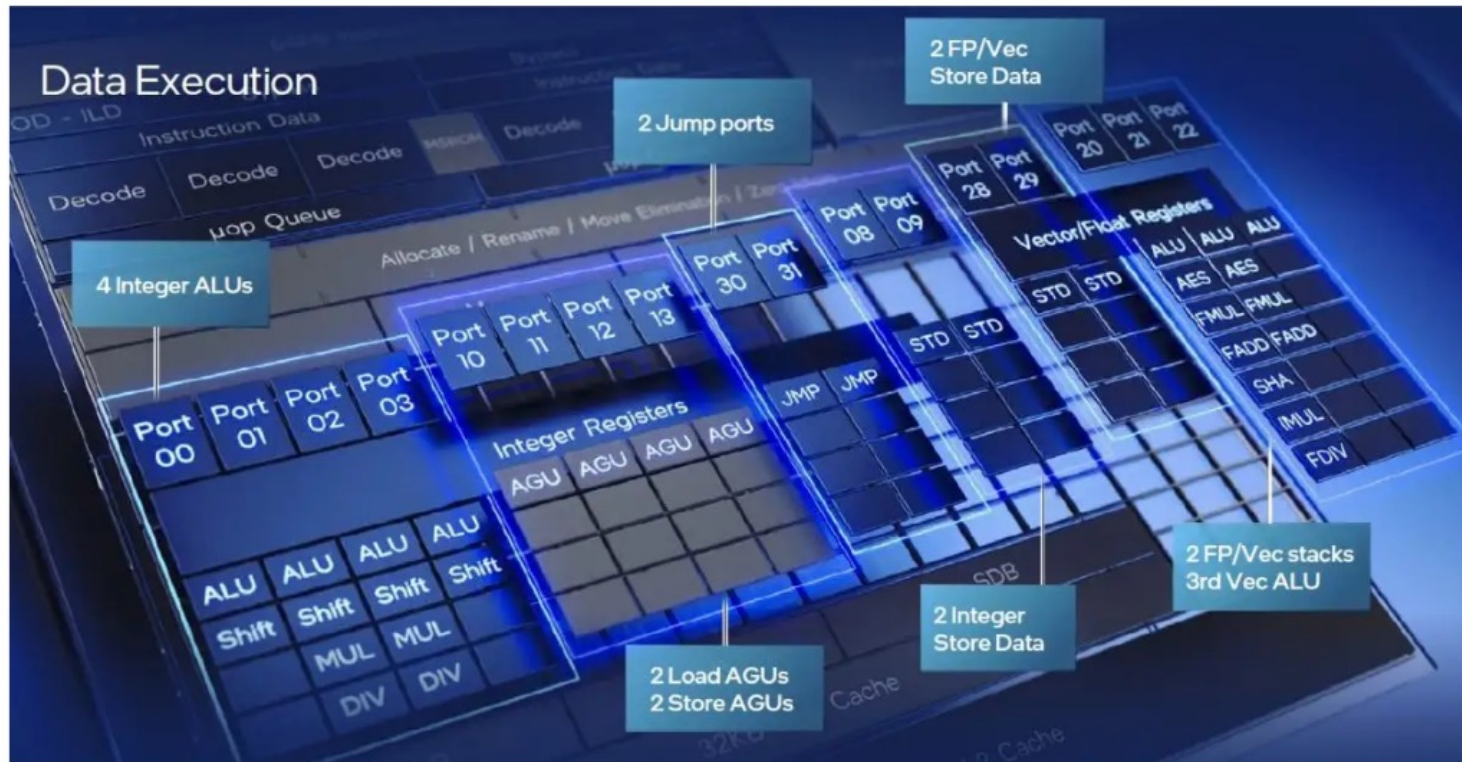 Data Execution
OD - ILD
Instruction Data
Decode
Decode
Decode
MSROM
Decode
μop Queue
Allocate / Rename / Move Elimination /
4 Integer ALUs
2 Jump ports
2 FP/Vec
Store Data
Port 00
Port 01
Port 02
Port 03
ALU ALU ALU ALU
Shift Shift Shift Shift
MUL MUL
DIV DIV
Port 10
Port 11
Port 12
Port 13
Integer Registers
AGU AGU AGU AGU
Port 30
Port 31
JMP JMP
Port 08
Port 09
STD STD
Port 28
Port 29
Vector/Float Registers
STD STD
Port 20
Port 21
Port 22
ALU ALU ALU
AES AES
FMUL FMUL
FADD FADD
SHA
IMUL
FDIV
2 Load AGUs
2 Store AGUs
2 Integer
Store Data
2 FP/Vec stacks
3rd Vec ALU
SDB
Cache
Cache